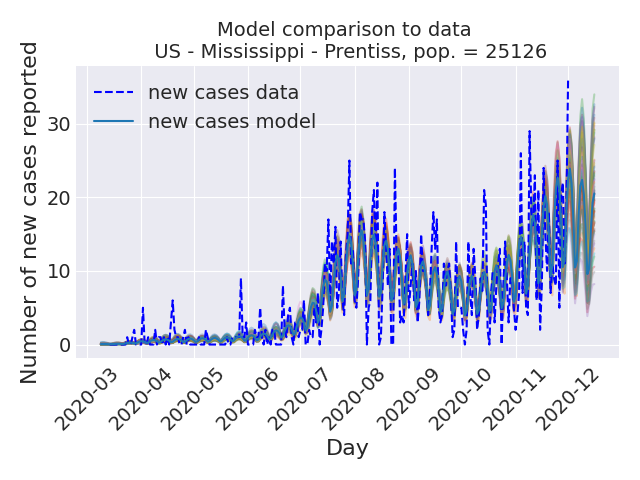 Model comparison to data
US - Mississippi - Prentiss, pop. = 25126
Number of new cases reported
new cases data
new cases model
30
20
10
0
2020-03
2020-04
2020-05
2020-06
2020-07
2020-08
2020-09
2020-10
2020-11
2020-12
Day